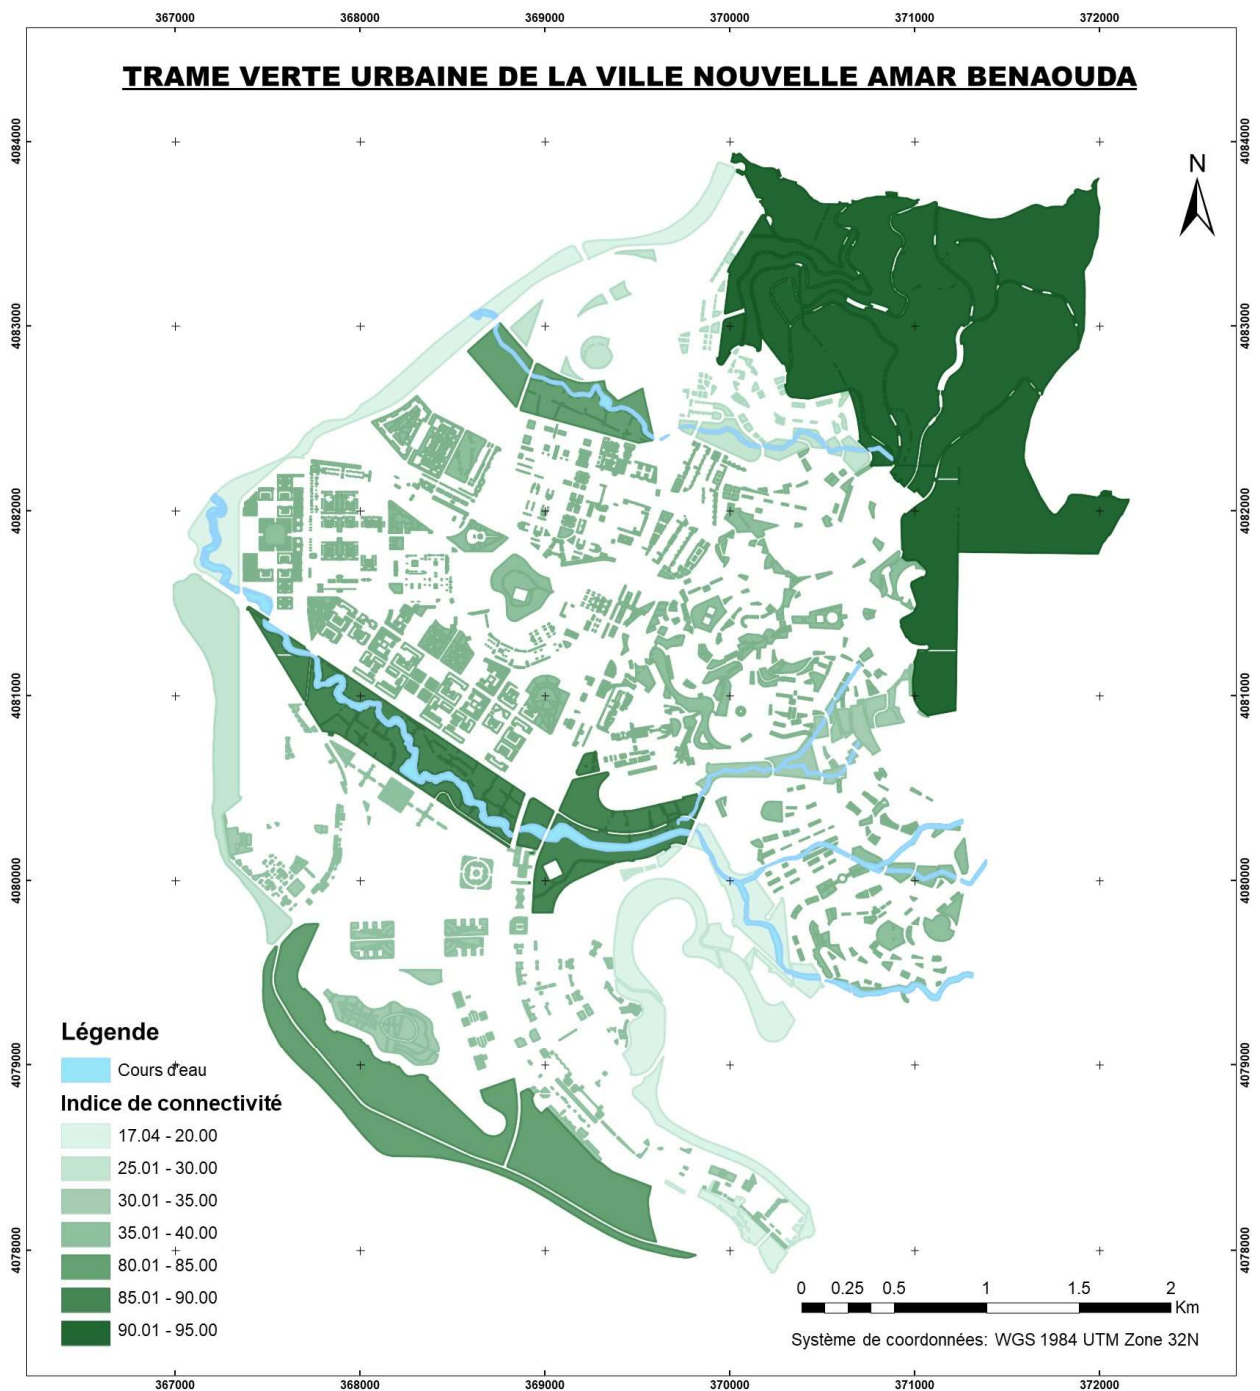 367000 368000 369000 370000 371000 372000
TRAME VERTE URBAINE DE LA VILLE NOUVELLE AMAR BENAOUDA
4084000 4084000
N
4083000 4083000
4082000 4082000
4081000 4081000
4080000 4080000
4079000 4079000
4078000 4078000
Légende
Cours d'eau
Indice de connectivité
17.04 - 20.00
25.01 - 30.00
30.01 - 35.00
35.01 - 40.00
80.01 - 85.00
85.01 - 90.00
90.01 - 95.00
0 0.25 0.5 1 1.5 2
Km
Système de coordonnées: WGS 1984 UTM Zone 32N
367000 368000 369000 370000 371000 372000